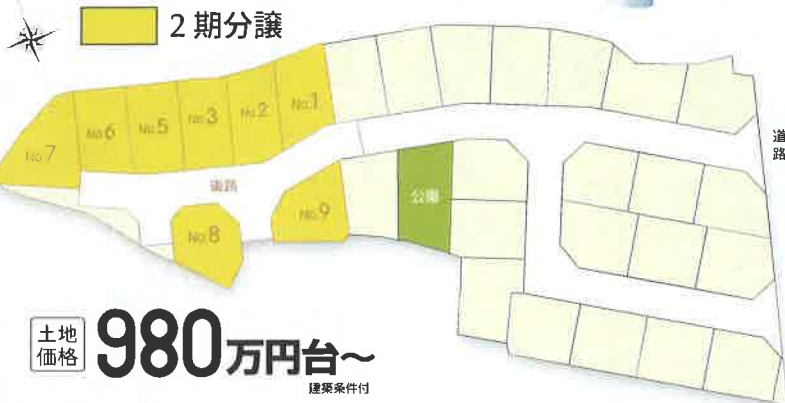 2期分譲
No.1
No.2
No.3
No.5
No.6
No.7
道路
道路
公園
No.9
No.8
土地価格
980万円台～
建築条件付